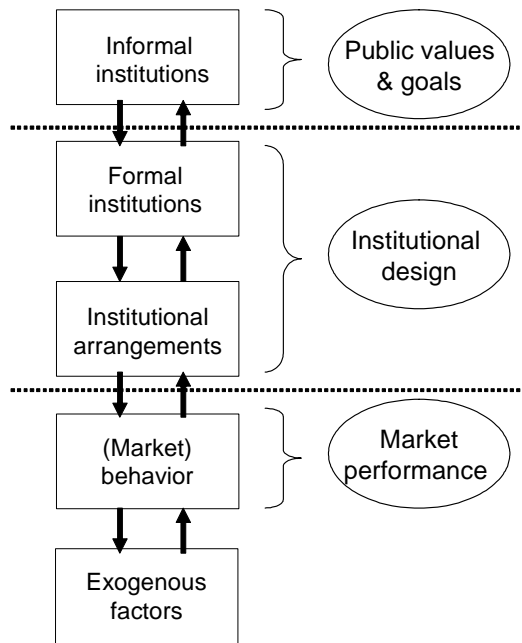 Informal
institutions
Public values
& goals
Formal
institutions
Institutional
design
Institutional
arrangements
(Market)
behavior
Market
performance
Exogenous
factors